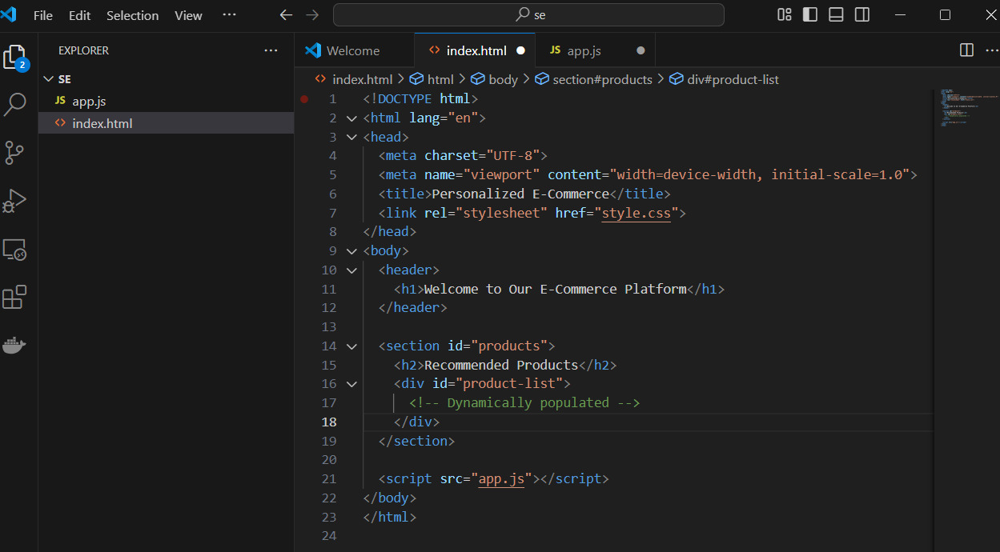 File Edit Selection View ··· se
EXPLORER ···
2
SE
JS app.js
<> index.html
Welcome <> index.html JS app.js ···
<> index.html > html > body > section#products > div#product-list
1 <!DOCTYPE html>
2 <html lang="en">
3 <head>
4 <meta charset="UTF-8">
5 <meta name="viewport" content="width=device-width, initial-scale=1.0">
6 <title>Personalized E-Commerce</title>
7 <link rel="stylesheet" href="style.css">
8 </head>
9 <body>
10 <header>
11 <h1>Welcome to Our E-Commerce Platform</h1>
12 </header>
13
14 <section id="products">
15 <h2>Recommended Products</h2>
16 <div id="product-list">
17 <!-- Dynamically populated -->
18 </div>
19 </section>
20
21 <script src="app.js"></script>
22 </body>
23 </html>
24